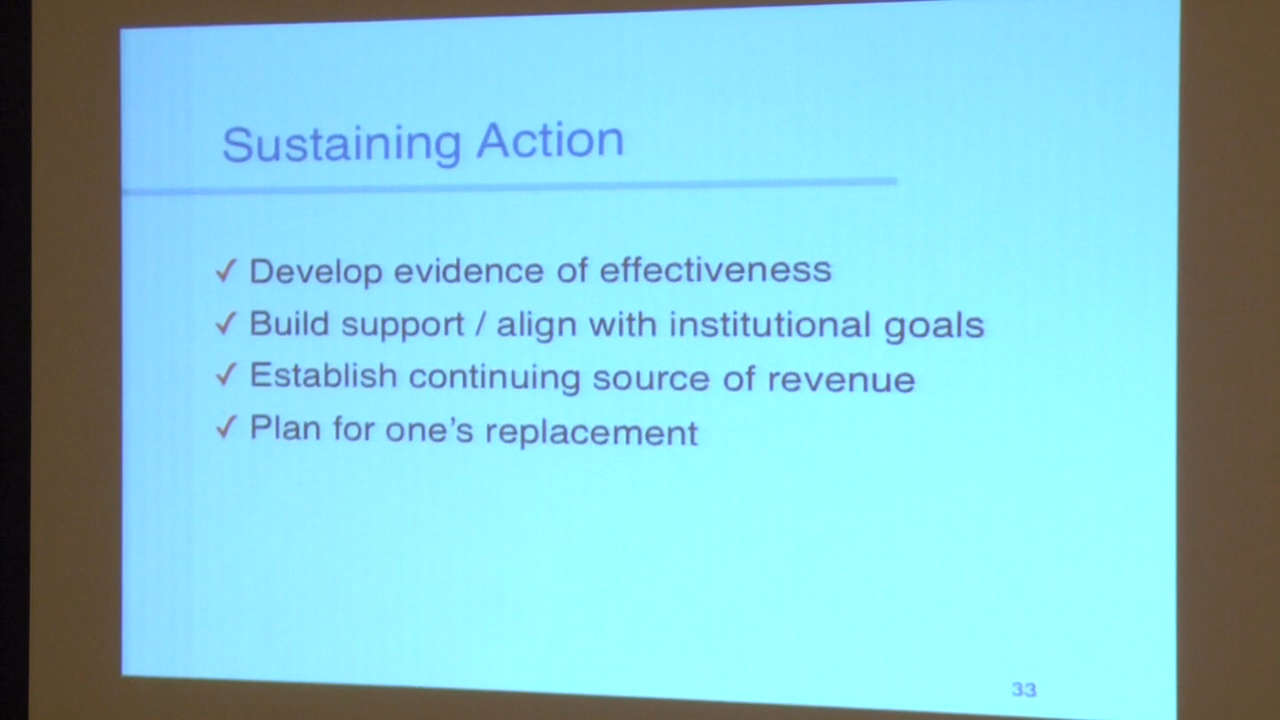 Sustaining Action
✓ Develop evidence of effectiveness
✓ Build support / align with institutional goals
✓ Establish continuing source of revenue
✓ Plan for one's replacement
33